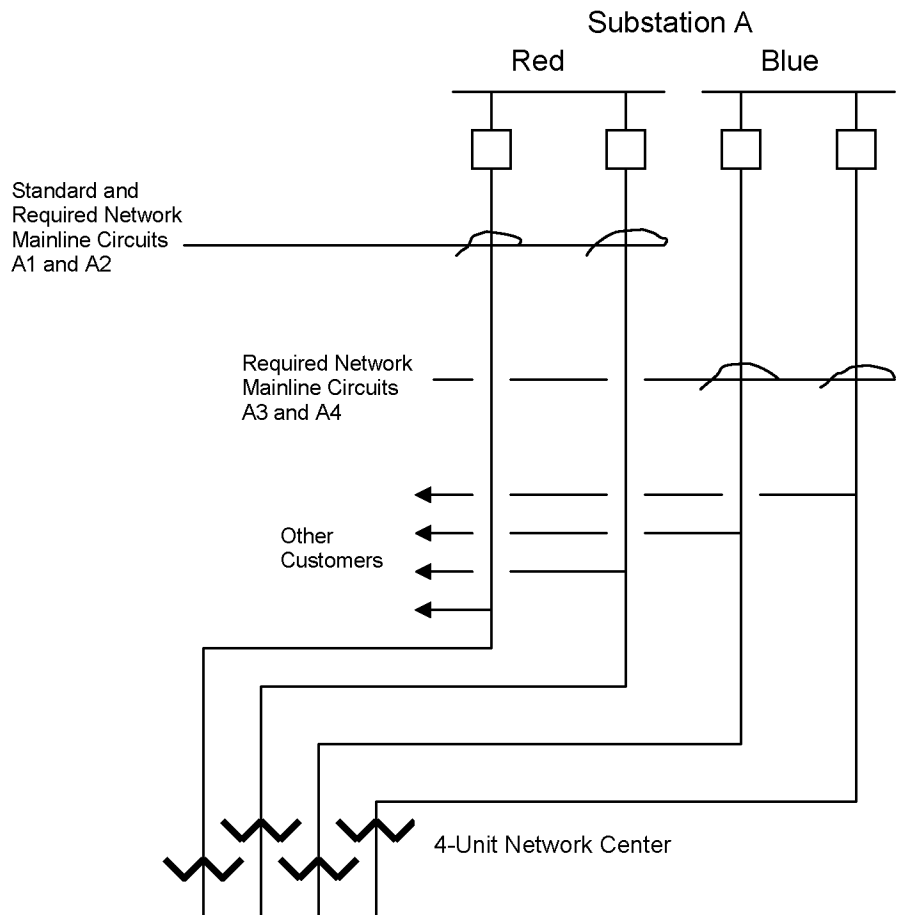 Substation A
Red
Blue
Standard and
Required Network
Mainline Circuits
A1 and A2
Required Network
Mainline Circuits
A3 and A4
Other
Customers
4-Unit Network Center